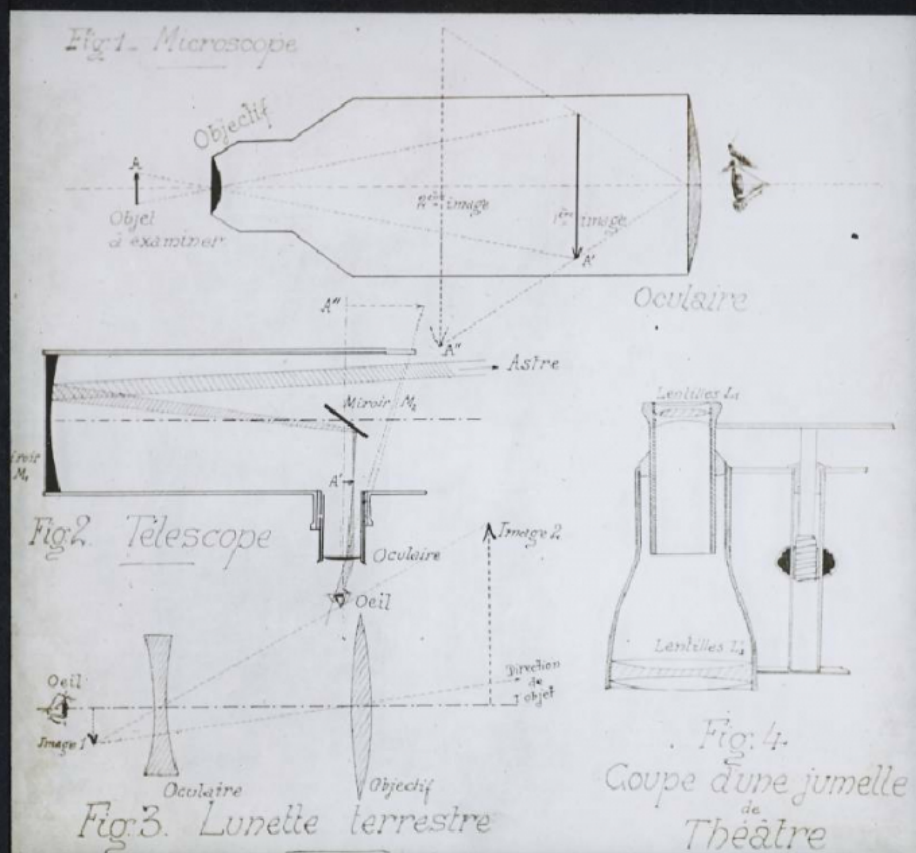 Fig.1_ Microscope
Objectif
A
Objet
à examiner
2ème image
1ère image
A'
A"
Oculaire
A"
Astre
Miroir M2
Miroir
M1
A'
Fig.2. Télescope
Oculaire
Oeil
Image 2
Oeil
Image 1
Direction
de
l'objet
Oculaire
Objectif
Fig.3. Lunette terrestre
Lentilles L1
Lentilles L2
Fig.4.
Coupe d'une jumelle
de
Théâtre